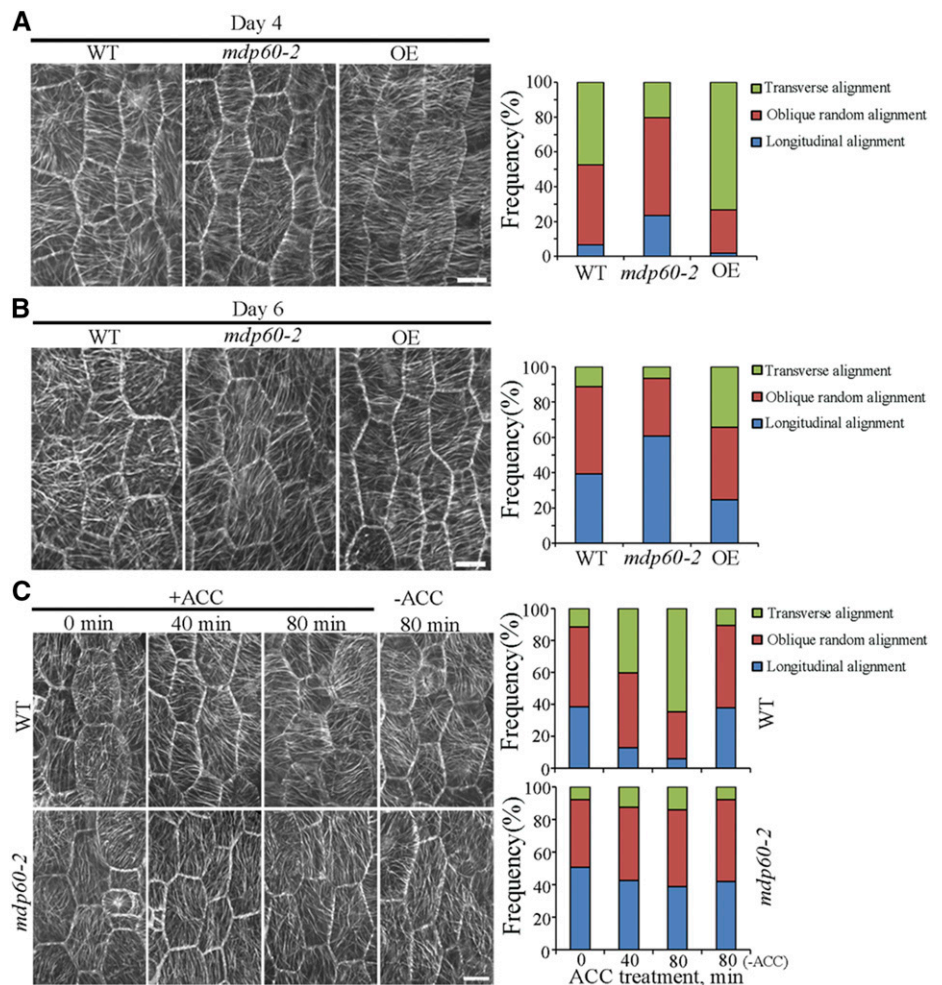 A
Day 4
WT mdp60-2 OE
Frequency(%)
100
80
60
40
20
0
WT mdp60-2 OE
Transverse alignment
Oblique random alignment
Longitudinal alignment
B
Day 6
WT mdp60-2 OE
Frequency(%)
100
80
60
40
20
0
WT mdp60-2 OE
Transverse alignment
Oblique random alignment
Longitudinal alignment
C
+ACC -ACC
0 min 40 min 80 min 80 min
WT
mdp60-2
Frequency(%)
100
80
60
40
20
0
Transverse alignment
Oblique random alignment
Longitudinal alignment
WT
Frequency(%)
100
80
60
40
20
0
mdp60-2
0 40 80 80 (-ACC)
ACC treatment, min